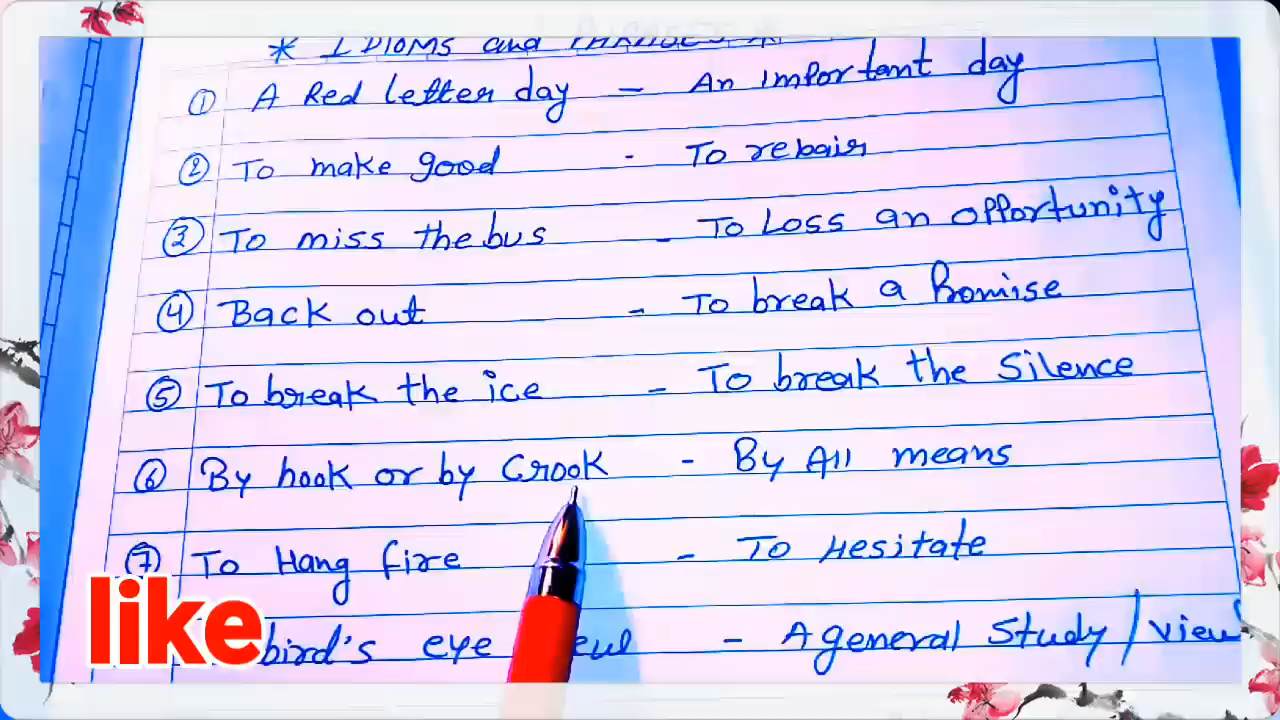 * IDIOMS and PHRASES *
① A Red letter day - An important day
② To make good - To rebair
③ To miss the bus - To Loss an opportunity
④ Back out - To break a Promise
⑤ To break the ice - To break the Silence
⑥ By hook or by Crook - By All means
⑦ To Hang fire - To Hesitate
like
bird's eye - A general Study / View